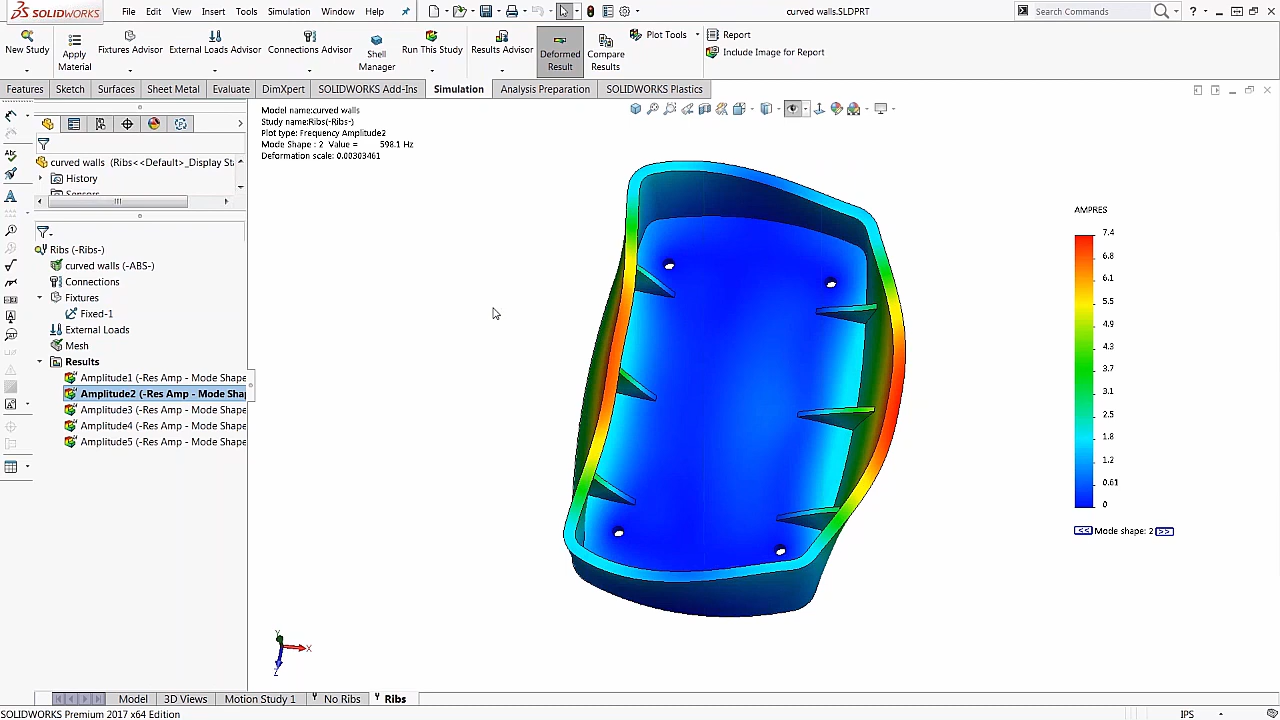 SOLIDWORKS File Edit View Insert Tools Simulation Window Help curved walls.SLDPRT Search Commands ?
New Study Apply Material Fixtures Advisor External Loads Advisor Connections Advisor Shell Manager Run This Study Results Advisor Deformed Result Compare Results Plot Tools Report
Include Image for Report
Features Sketch Surfaces Sheet Metal Evaluate DimXpert SOLIDWORKS Add-Ins Simulation Analysis Preparation SOLIDWORKS Plastics
Model name:curved walls
Study name:Ribs(-Ribs-)
Plot type: Frequency Amplitude2
Mode Shape : 2 Value = 598.1 Hz
Deformation scale: 0.00303461
curved walls (Ribs<<Default>_Display Sta
History
Sensors
Ribs (-Ribs-)
curved walls (-ABS-)
Connections
Fixtures
Fixed-1
External Loads
Mesh
Results
Amplitude1 (-Res Amp - Mode Shape
Amplitude2 (-Res Amp - Mode Shap
Amplitude3 (-Res Amp - Mode Shape
Amplitude4 (-Res Amp - Mode Shape
Amplitude5 (-Res Amp - Mode Shape
AMPRES
7.4
6.8
6.1
5.5
4.9
4.3
3.7
3.1
2.5
1.8
1.2
0.61
0
<< Mode shape: 2 >>
Y
X
Z
Model 3D Views Motion Study 1 No Ribs Ribs
SOLIDWORKS Premium 2017 x64 Edition IPS